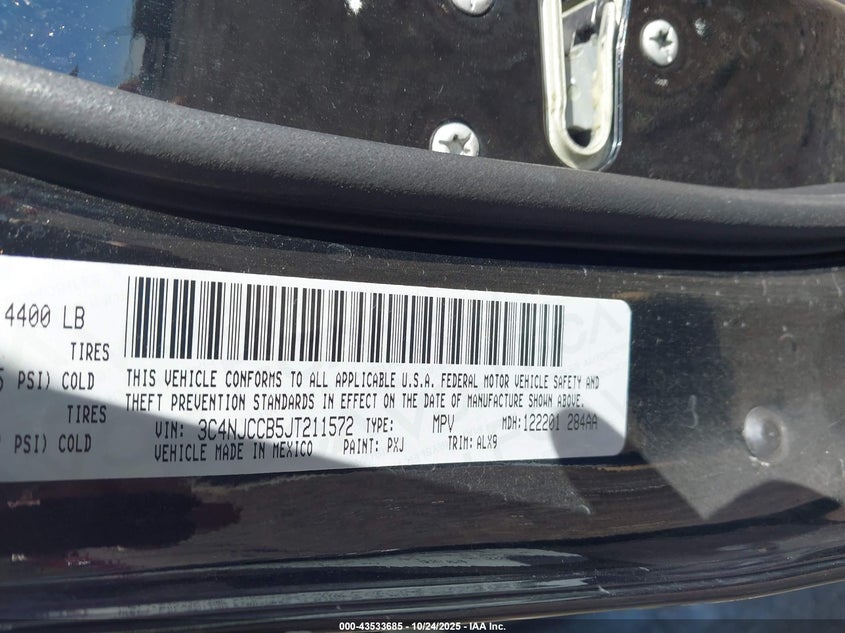 4400 LB
TIRES
PSI) COLD
TIRES
PSI) COLD
THIS VEHICLE CONFORMS TO ALL APPLICABLE U.S.A. FEDERAL MOTOR VEHICLE SAFETY AND
THEFT PREVENTION STANDARDS IN EFFECT ON THE DATE OF MANUFACTURE SHOWN ABOVE.
VIN: 3C4NJCCB5JT211572 TYPE: MPV MDH:122201 284AA
VEHICLE MADE IN MEXICO PAINT: PXJ TRIM: ALX9
000-43533685 - 10/24/2025 - IAA Inc.